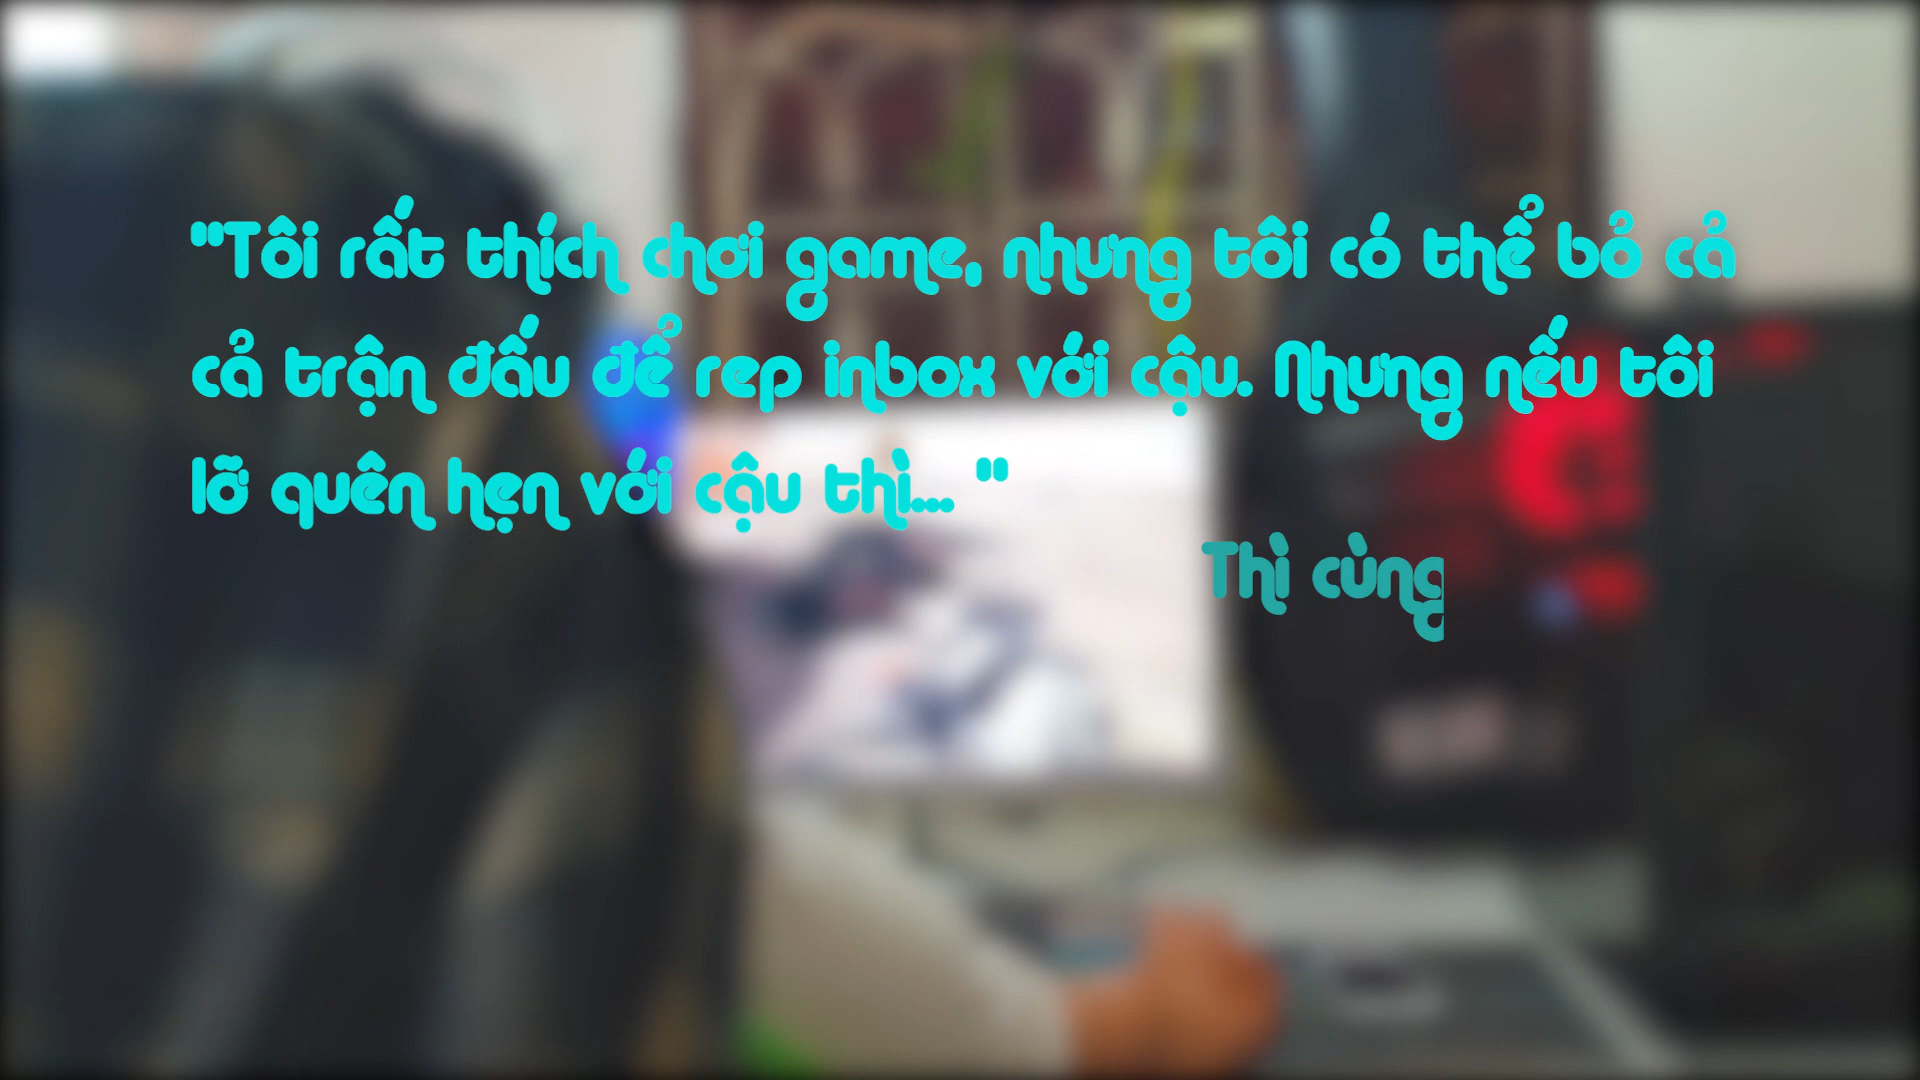 "Tôi rất thích chơi game, nhưng tôi có thể bỏ cả
cả trận đấu để rep inbox với cậu. Nhưng nếu tôi
lỡ quên hẹn với cậu thì... "
Thì cùng